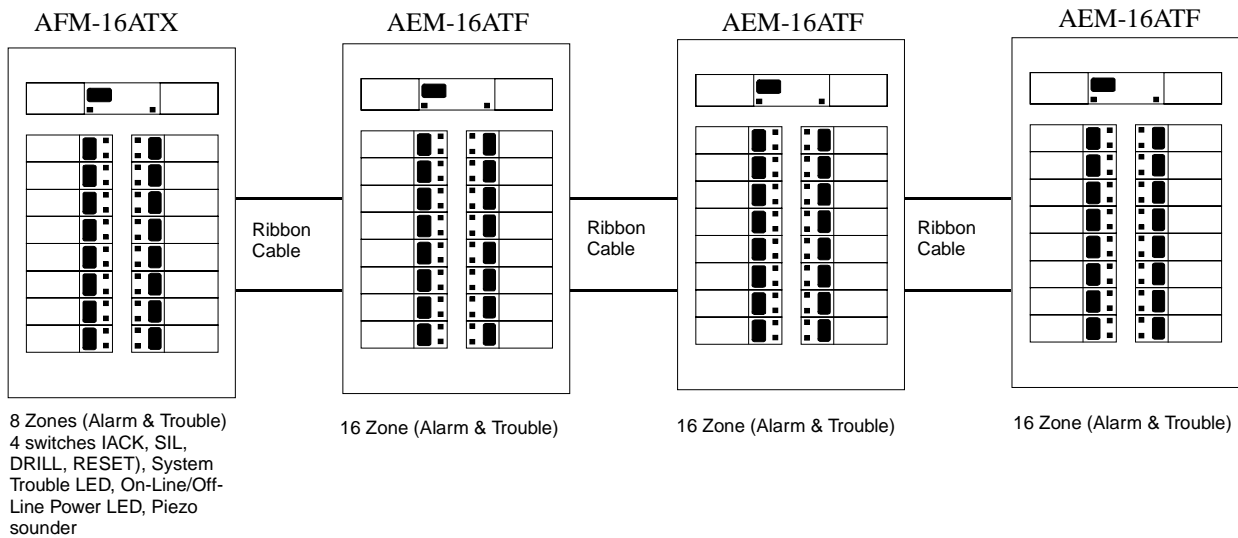 AFM-16ATX
AEM-16ATF
AEM-16ATF
AEM-16ATF
Ribbon
Cable
Ribbon
Cable
Ribbon
Cable
8 Zones (Alarm & Trouble)
4 switches IACK, SIL,
DRILL, RESET), System
Trouble LED, On-Line/Off-
Line Power LED, Piezo
sounder
16 Zone (Alarm & Trouble)
16 Zone (Alarm & Trouble)
16 Zone (Alarm & Trouble)